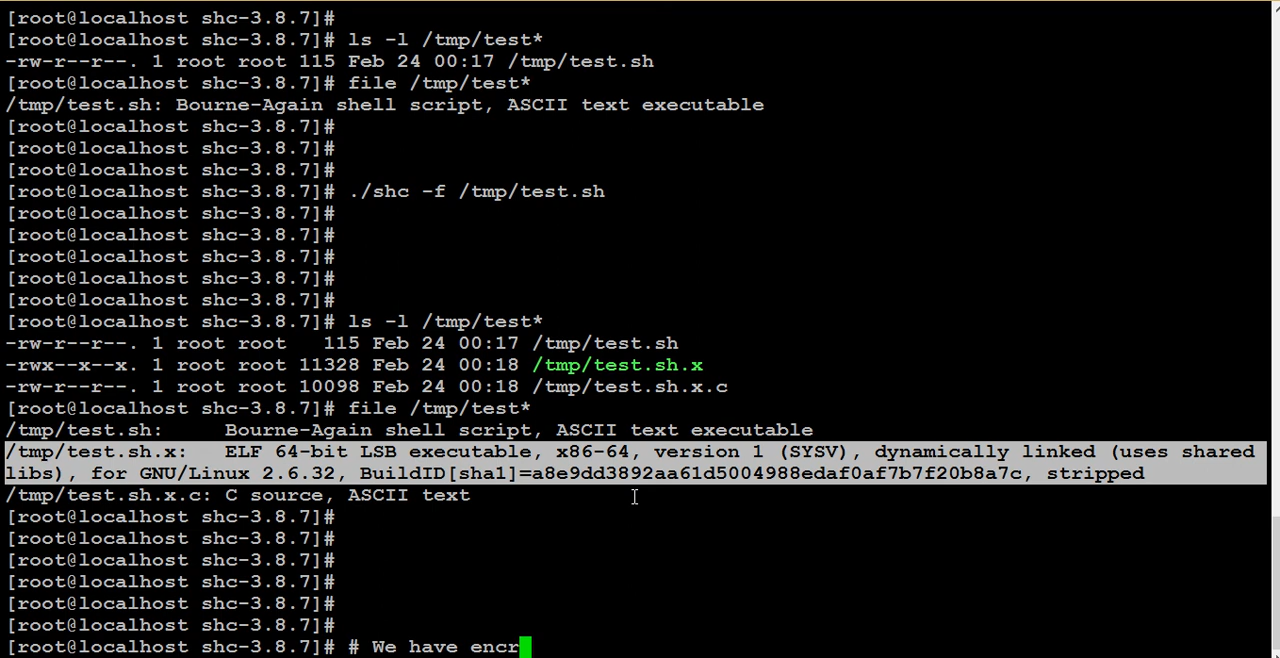 [root@localhost shc-3.8.7]#
[root@localhost shc-3.8.7]# ls -l /tmp/test*
-rw-r--r--. 1 root root 115 Feb 24 00:17 /tmp/test.sh
[root@localhost shc-3.8.7]# file /tmp/test*
/tmp/test.sh: Bourne-Again shell script, ASCII text executable
[root@localhost shc-3.8.7]#
[root@localhost shc-3.8.7]#
[root@localhost shc-3.8.7]#
[root@localhost shc-3.8.7]# ./shc -f /tmp/test.sh
[root@localhost shc-3.8.7]#
[root@localhost shc-3.8.7]#
[root@localhost shc-3.8.7]#
[root@localhost shc-3.8.7]#
[root@localhost shc-3.8.7]#
[root@localhost shc-3.8.7]# ls -l /tmp/test*
-rw-r--r--. 1 root root   115 Feb 24 00:17 /tmp/test.sh
-rwx--x--x. 1 root root 11328 Feb 24 00:18 /tmp/test.sh.x
-rw-r--r--. 1 root root 10098 Feb 24 00:18 /tmp/test.sh.x.c
[root@localhost shc-3.8.7]# file /tmp/test*
/tmp/test.sh:     Bourne-Again shell script, ASCII text executable
/tmp/test.sh.x:   ELF 64-bit LSB executable, x86-64, version 1 (SYSV), dynamically linked (uses shared
libs), for GNU/Linux 2.6.32, BuildID[sha1]=a8e9dd3892aa61d5004988edaf0af7b7f20b8a7c, stripped
/tmp/test.sh.x.c: C source, ASCII text
[root@localhost shc-3.8.7]#
[root@localhost shc-3.8.7]#
[root@localhost shc-3.8.7]#
[root@localhost shc-3.8.7]#
[root@localhost shc-3.8.7]#
[root@localhost shc-3.8.7]#
[root@localhost shc-3.8.7]# # We have encr